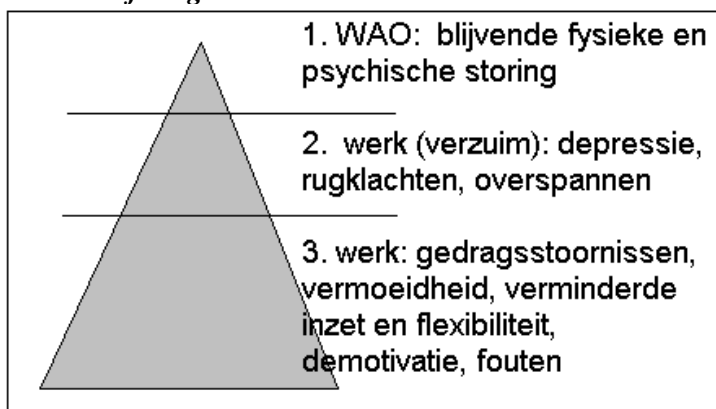 1. WAO: blijvende fysieke en
psychische storing
2. werk (verzuim): depressie,
rugklachten, overspannen
3. werk: gedragsstoornissen,
vermoeidheid, verminderde
inzet en flexibiliteit,
demotivatie, fouten